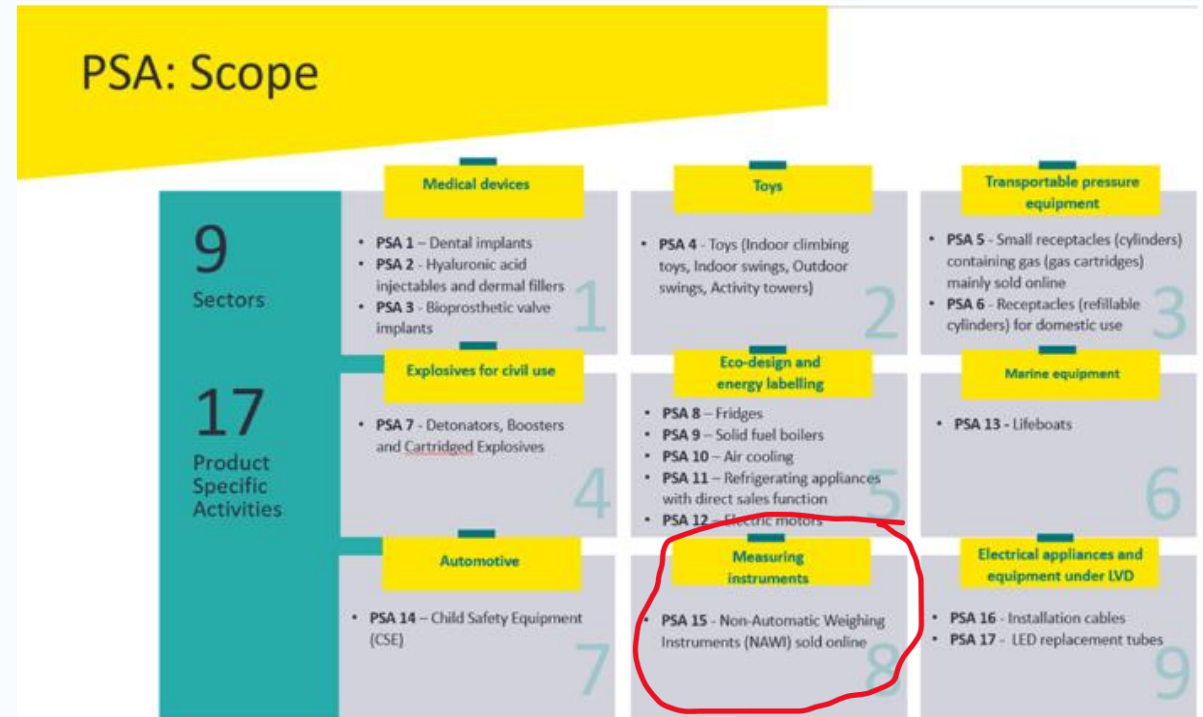 PSA: Scope
9
Sectors
17
Product
Specific
Activities
Medical devices
• PSA 1 – Dental implants
• PSA 2 - Hyaluronic acid
injectables and dermal fillers
• PSA 3 - Bioprosthetic valve
implants
1
Toys
• PSA 4 - Toys (Indoor climbing
toys, Indoor swings, Outdoor
swings, Activity towers)
2
Transportable pressure
equipment
• PSA 5 - Small receptacles (cylinders)
containing gas (gas cartridges)
mainly sold online
• PSA 6 - Receptacles (refillable
cylinders) for domestic use
3
Explosives for civil use
• PSA 7 - Detonators, Boosters
and Cartridged Explosives
4
Eco-design and
energy labelling
• PSA 8 – Fridges
• PSA 9 – Solid fuel boilers
• PSA 10 – Air cooling
• PSA 11 – Refrigerating appliances
with direct sales function
• PSA 12 – Electric motors
5
Marine equipment
• PSA 13 - Lifeboats
6
Automotive
• PSA 14 – Child Safety Equipment
(CSE)
7
Measuring
instruments
• PSA 15 - Non-Automatic Weighing
Instruments (NAWI) sold online
8
Electrical appliances and
equipment under LVD
• PSA 16 - Installation cables
• PSA 17 - LED replacement tubes
9